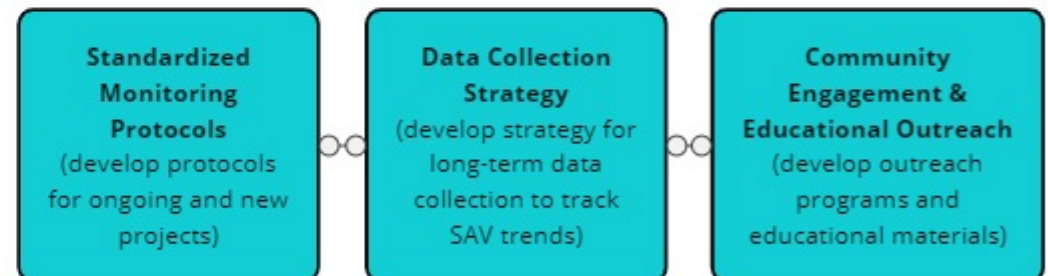 Standardized
Monitoring
Protocols
(develop protocols
for ongoing and new
projects)
Data Collection
Strategy
(develop strategy for
long-term data
collection to track
SAV trends)
Community
Engagement &
Educational Outreach
(develop outreach
programs and
educational materials)